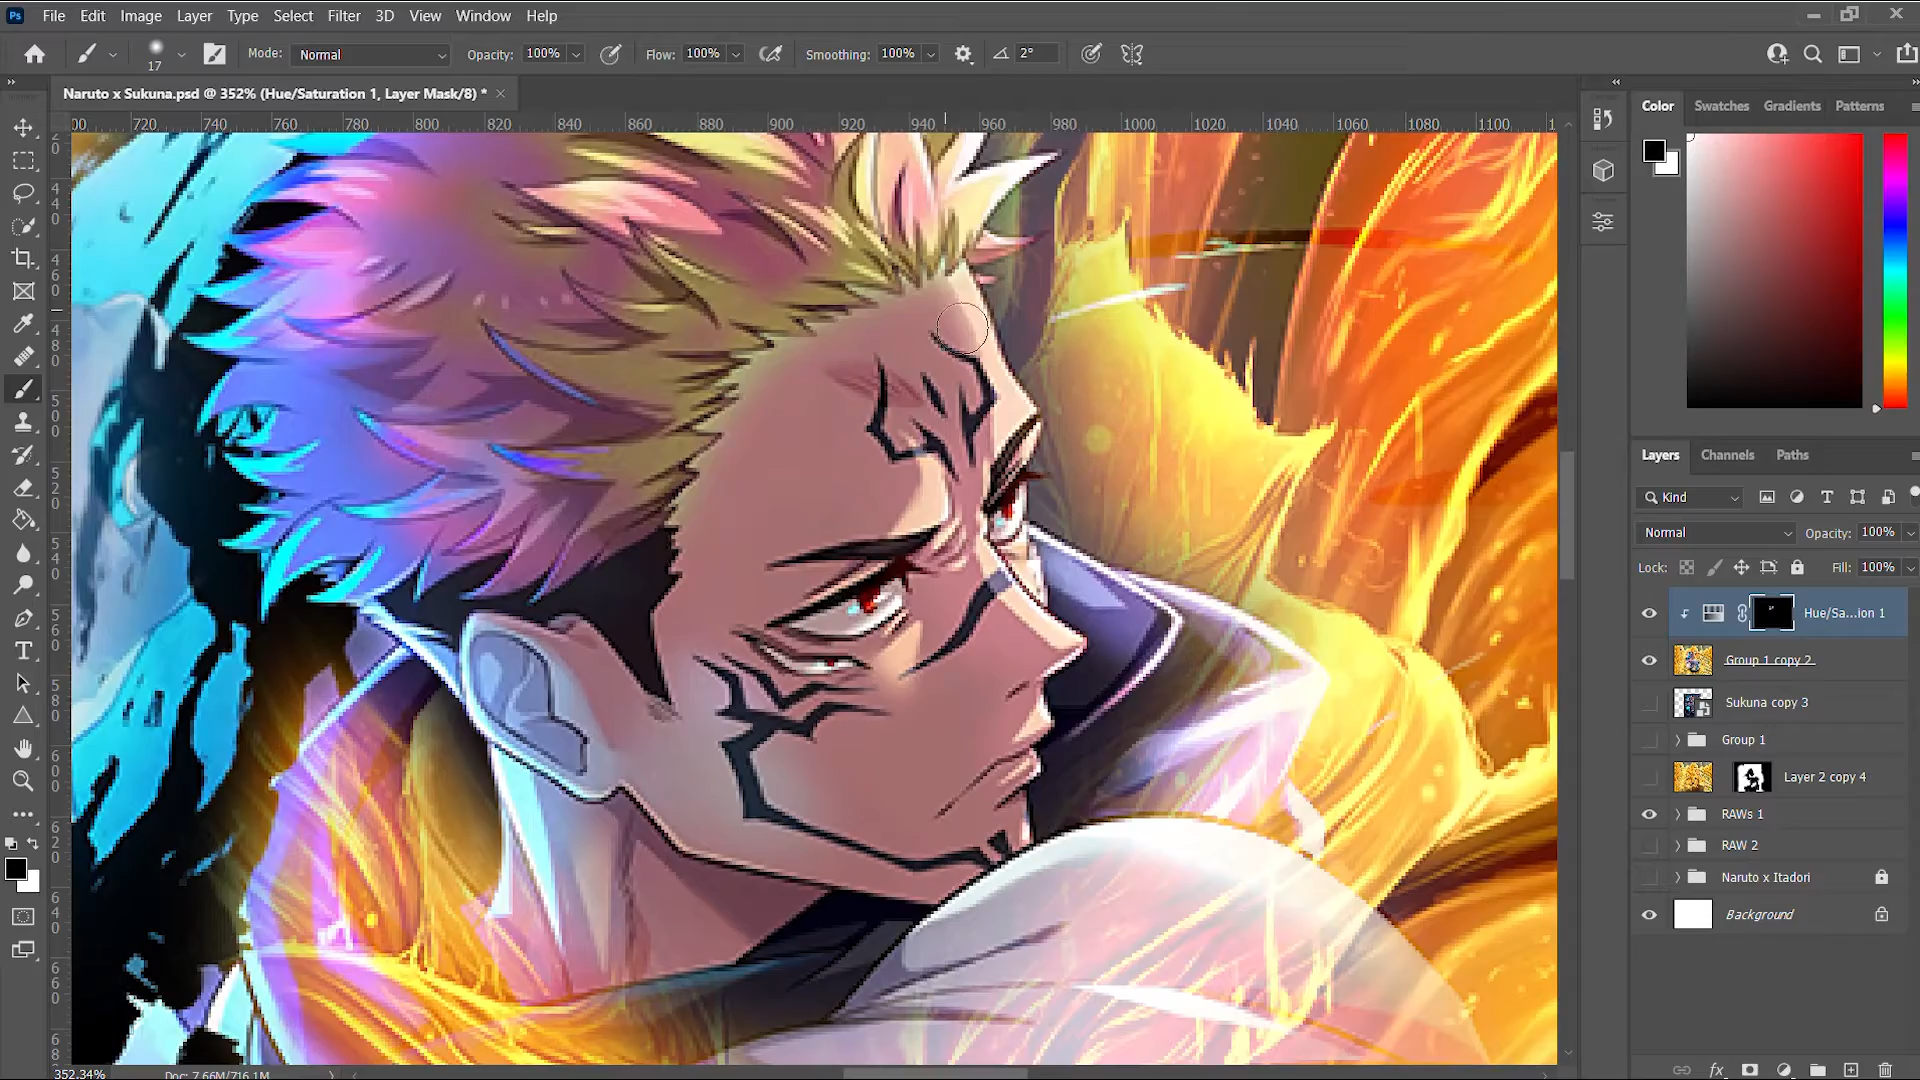 Ps File Edit Image Layer Type Select Filter 3D View Window Help
17 Mode: Normal Opacity: 100% Flow: 100% Smoothing: 100% 2°
Naruto x Sukuna.psd @ 352% (Hue/Saturation 1, Layer Mask/8) *
00 720 740 760 780 800 820 840 860 880 900 920 940 960 980 1000 1020 1040 1060 1080 1100 1
Color Swatches Gradients Patterns
Layers Channels Paths
Kind
Normal Opacity: 100%
Lock: Fill: 100%
Hue/Sa...ion 1
Group 1 copy 2
Sukuna copy 3
Group 1
Layer 2 copy 4
RAWs 1
RAW 2
Naruto x Itadori
Background
352.34% Doc: 7.66M/716.1M